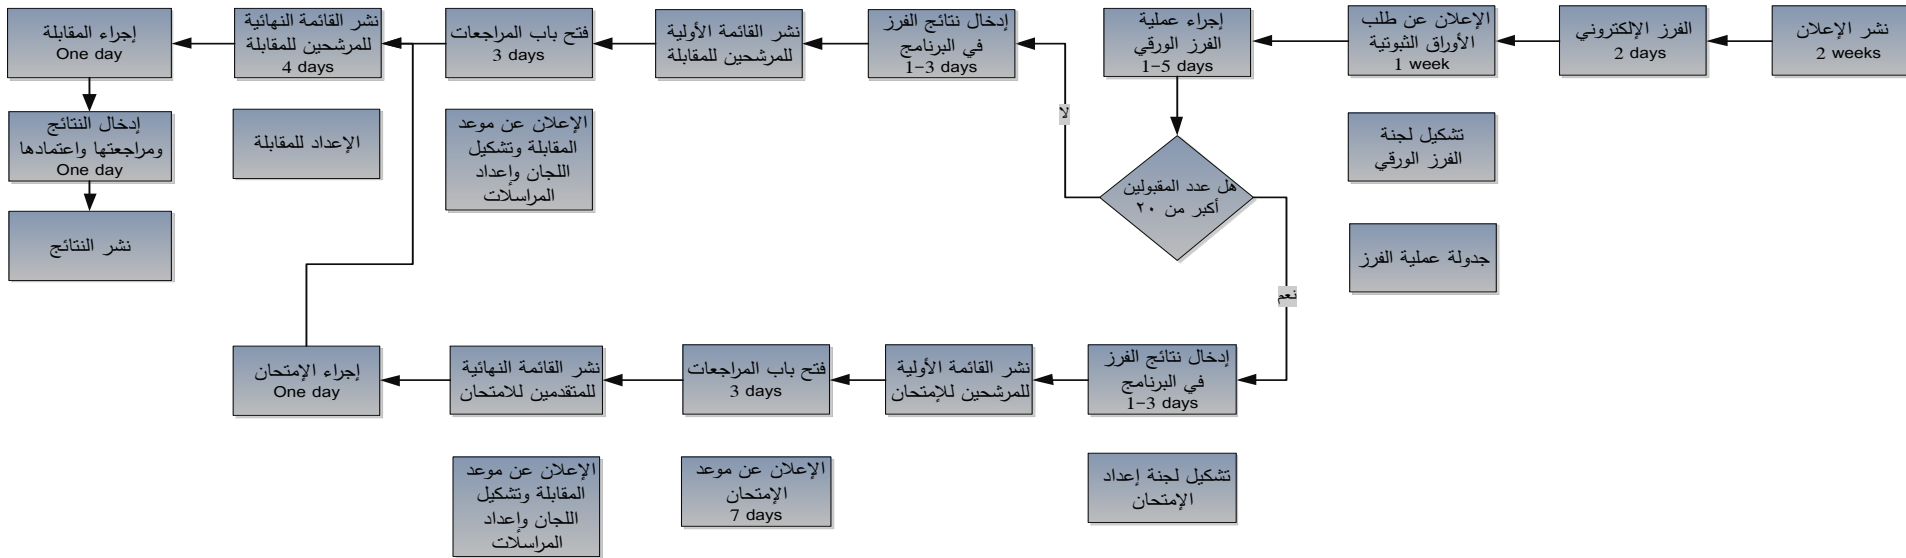 نشر الإعلان
2 weeks
الفرز الإلكتروني
2 days
الإعلان عن طلب
الأوراق الثبوتية
1 week
إجراء عملية
الفرز الورقي
1-5 days
إدخال نتائج الفرز
في البرنامج
1-3 days
نشر القائمة الأولية
للمرشحين للمقابلة
فتح باب المراجعات
3 days
نشر القائمة النهائية
للمرشحين للمقابلة
4 days
إجراء المقابلة
One day
تشكيل لجنة
الفرز الورقي
لا
الإعلان عن موعد
المقابلة وتشكيل
اللجان وإعداد
المراسلات
الإعداد للمقابلة
إدخال النتائج
ومراجعتها واعتمادها
One day
هل عدد المقبولين
أكبر من ٢٠
جدولة عملية الفرز
نشر النتائج
نعم
إدخال نتائج الفرز
في البرنامج
1-3 days
نشر القائمة الأولية
للمرشحين للإمتحان
فتح باب المراجعات
3 days
نشر القائمة النهائية
للمتقدمين للامتحان
إجراء الإمتحان
One day
تشكيل لجنة إعداد
الإمتحان
الإعلان عن موعد
الإمتحان
7 days
الإعلان عن موعد
المقابلة وتشكيل
اللجان وإعداد
المراسلات